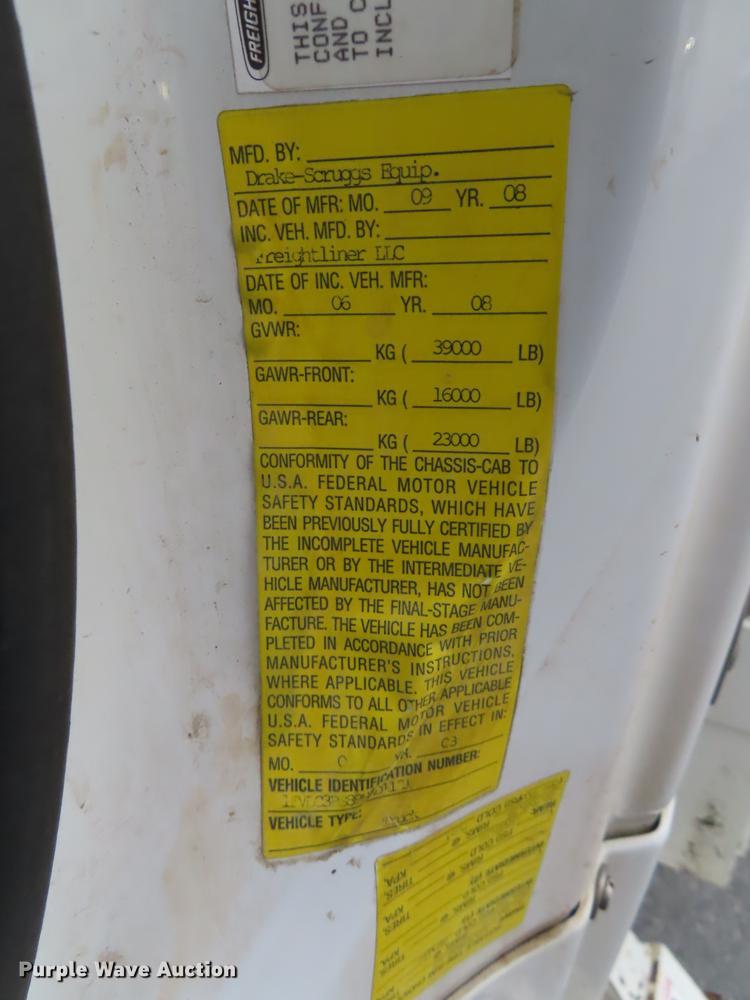 FREIGH
THIS
CONF
AND
TO C
INCL
MFD. BY:
Drake-Scruggs Equip.
DATE OF MFR: MO. 09 YR. 08
INC. VEH. MFD. BY:
reightliner LLC
DATE OF INC. VEH. MFR:
MO. 06 YR. 08
GVWR:
KG ( 39000 LB)
GAWR-FRONT:
KG ( 16000 LB)
GAWR-REAR:
KG ( 23000 LB)
CONFORMITY OF THE CHASSIS-CAB TO
U.S.A. FEDERAL MOTOR VEHICLE
SAFETY STANDARDS, WHICH HAVE
BEEN PREVIOUSLY FULLY CERTIFIED BY
THE INCOMPLETE VEHICLE MANUFAC-
TURER OR BY THE INTERMEDIATE VE-
HICLE MANUFACTURER, HAS NOT BEEN
AFFECTED BY THE FINAL-STAGE MANU-
FACTURE. THE VEHICLE HAS BEEN COM-
PLETED IN ACCORDANCE WITH PRIOR
MANUFACTURER'S INSTRUCTIONS,
WHERE APPLICABLE. THIS VEHICLE
CONFORMS TO ALL OTHER APPLICABLE
U.S.A. FEDERAL MOTOR VEHICLE
SAFETY STANDARDS IN EFFECT IN:
MO. YR.
VEHICLE IDENTIFICATION NUMBER:
VEHICLE TYPE:
Purple Wave Auction